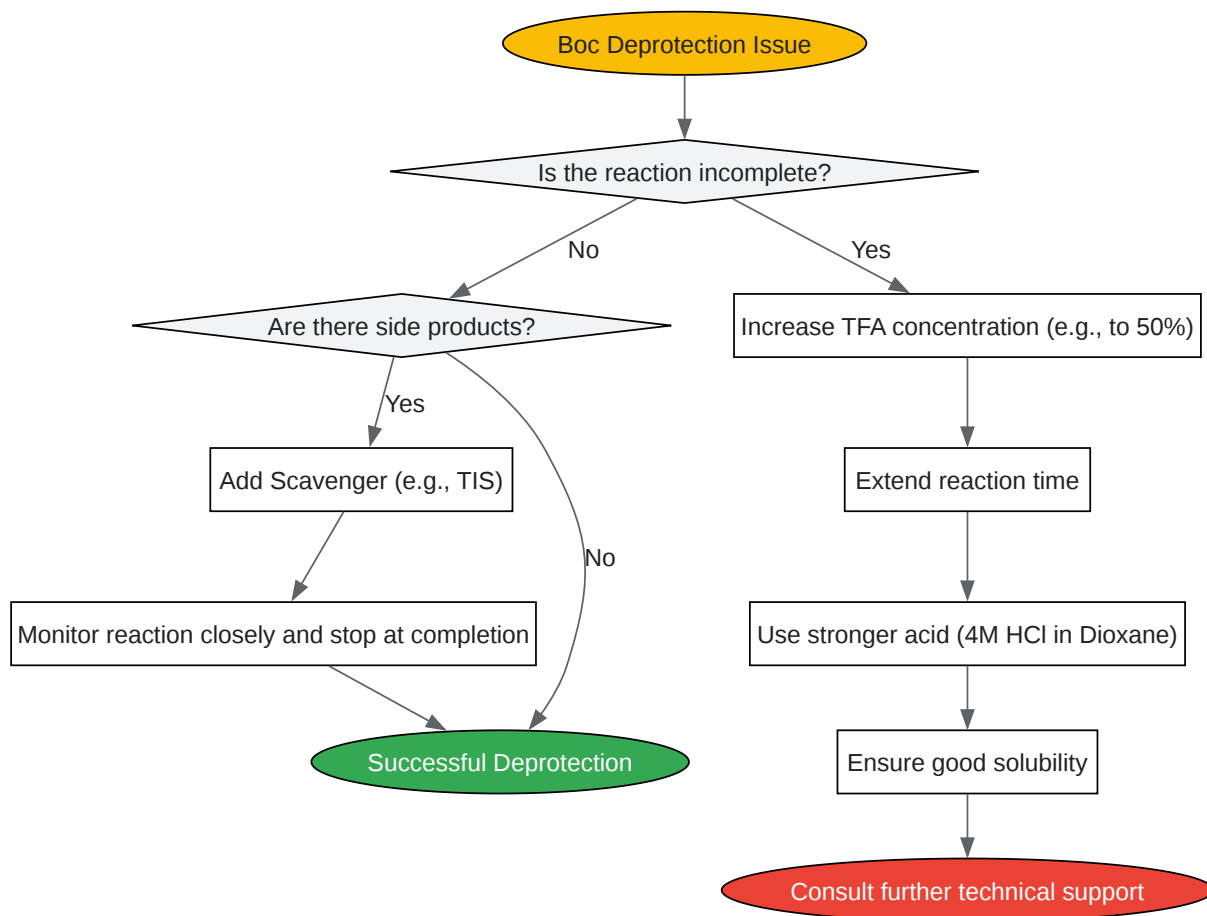 Boc Deprotection Issue
Is the reaction incomplete?
No
Yes
Are there side products?
Increase TFA concentration (e.g., to 50%)
Yes
Add Scavenger (e.g., TIS)
Extend reaction time
No
Monitor reaction closely and stop at completion
Use stronger acid (4M HCl in Dioxane)
Successful Deprotection
Ensure good solubility
Consult further technical support